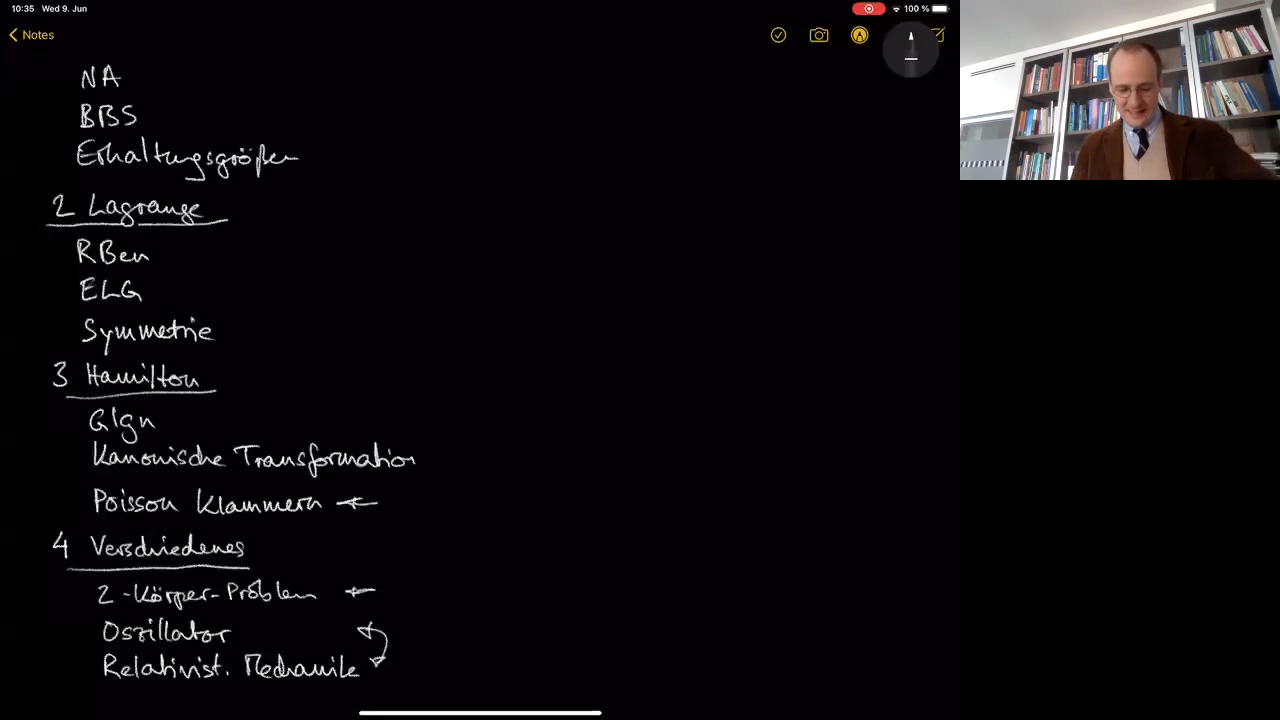 10:35 Wed 9. Jun
100 %
Notes
NA
BBS
Erhaltungsgrößen
2 Lagrange
RBen
ELG
Symmetrie
3 Hamilton
Glgn
Kanonische Transformation
Poisson Klammern ←
4 Verschiedenes
2-Körper-Problem ←
Oszillator
Relativist. Mechanik